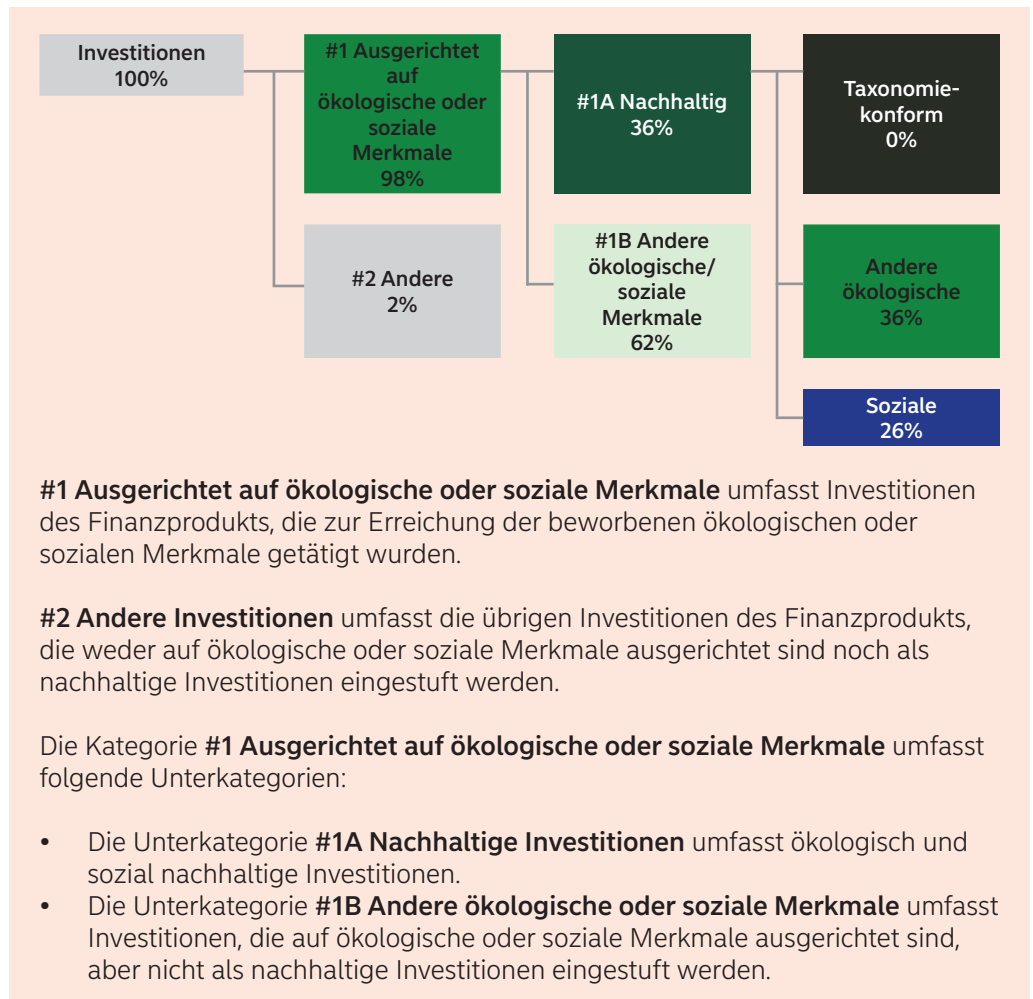 Investitionen
100%
#1 Ausgerichtet
auf
ökologische oder
soziale
Merkmale
98%
#1A Nachhaltig
36%
Taxonomie-
konform
0%
#2 Andere
2%
#1B Andere
ökologische/
soziale
Merkmale
62%
Andere
ökologische
36%
Soziale
26%
#1 Ausgerichtet auf ökologische oder soziale Merkmale umfasst Investitionen
des Finanzprodukts, die zur Erreichung der beworbenen ökologischen oder
sozialen Merkmale getätigt wurden.
#2 Andere Investitionen umfasst die übrigen Investitionen des Finanzprodukts,
die weder auf ökologische oder soziale Merkmale ausgerichtet sind noch als
nachhaltige Investitionen eingestuft werden.
Die Kategorie #1 Ausgerichtet auf ökologische oder soziale Merkmale umfasst
folgende Unterkategorien:
• Die Unterkategorie #1A Nachhaltige Investitionen umfasst ökologisch und
sozial nachhaltige Investitionen.
• Die Unterkategorie #1B Andere ökologische oder soziale Merkmale umfasst
Investitionen, die auf ökologische oder soziale Merkmale ausgerichtet sind,
aber nicht als nachhaltige Investitionen eingestuft werden.